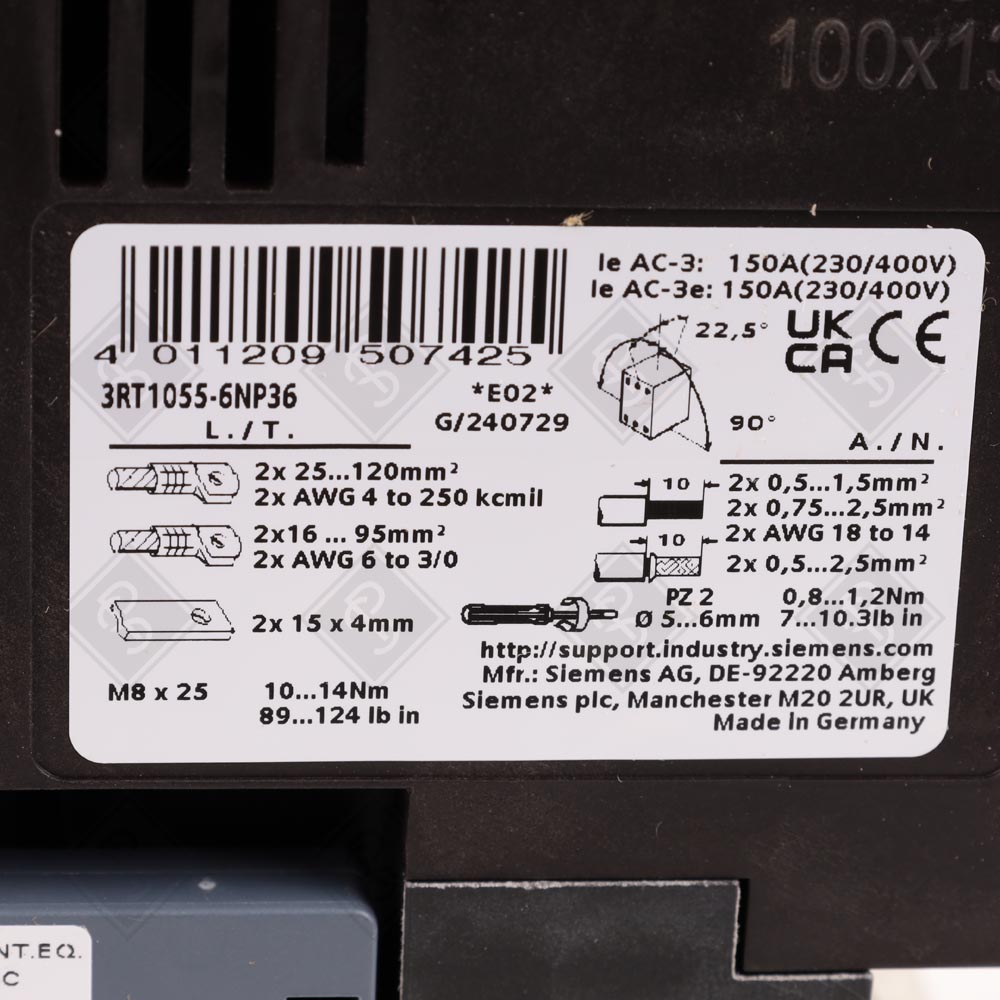 100x13
4 011209 507425
3RT1055-6NP36
*E02*
G/240729
Ie AC-3: 150A(230/400V)
Ie AC-3e: 150A(230/400V)
22,5°
UK
CA
CE
90°
L./T.
2x 25...120mm²
2x AWG 4 to 250 kcmil
2x16 ... 95mm²
2x AWG 6 to 3/0
2x 15 x 4mm
M8 x 25
10...14Nm
89...124 lb in
A./N.
10
2x 0,5...1,5mm²
2x 0,75...2,5mm²
2x AWG 18 to 14
10
2x 0,5...2,5mm²
PZ 2 0,8...1,2Nm
Ø 5...6mm 7...10.3lb in
http://support.industry.siemens.com
Mfr.: Siemens AG, DE-92220 Amberg
Siemens plc, Manchester M20 2UR, UK
Made in Germany
NT.EQ.
C